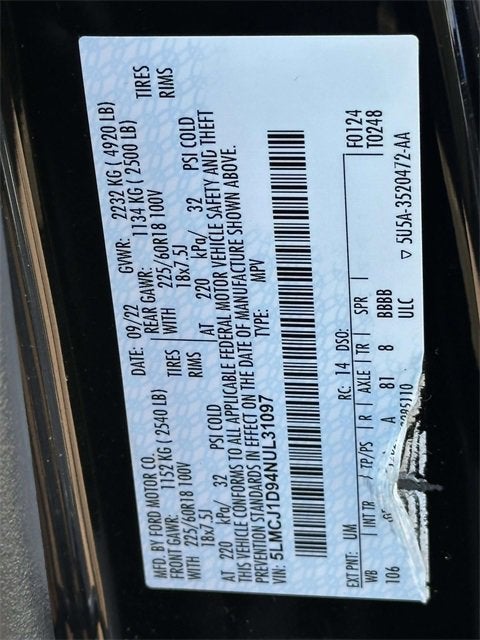 MFD. BY FORD MOTOR CO. DATE: 09/22 GVWR: 2232 KG ( 4920 LB)
FRONT GAWR: 1152 KG ( 2540 LB) REAR GAWR: 1134 KG ( 2500 LB)
WITH 225/60R18 100V TIRES WITH 225/60R18 100V TIRES
18x7.5J RIMS 18x7.5J RIMS
AT 220 kPa/ 32 PSI COLD AT 220 kPa/ 32 PSI COLD
THIS VEHICLE CONFORMS TO ALL APPLICABLE FEDERAL MOTOR VEHICLE SAFETY AND THEFT
PREVENTION STANDARDS IN EFFECT ON THE DATE OF MANUFACTURE SHOWN ABOVE.
VIN: 5LMCJ1D94NUL31097 TYPE: MPV
EXT PNT: UM RC: 14 DSO: F0124
WB INT TR / TP/PS R AXLE TR SPR T0248
106 A 81 8 BBBB
ULC ▽ 5U5A-3520472-AA